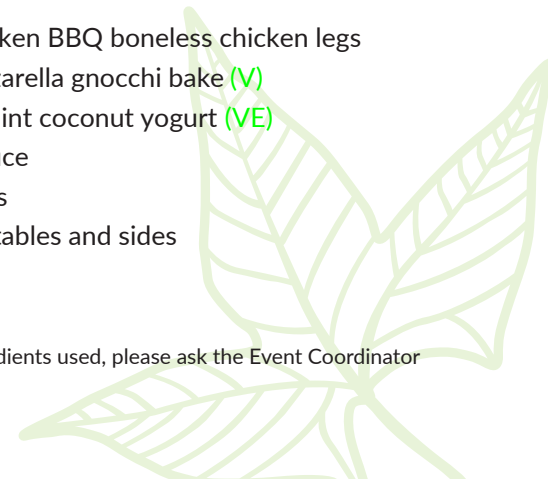 ken BBQ boneless chicken legs
arella gnocchi bake (V)
int coconut yogurt (VE)
ce
s
ables and sides
dients used, please ask the Event Coordinator